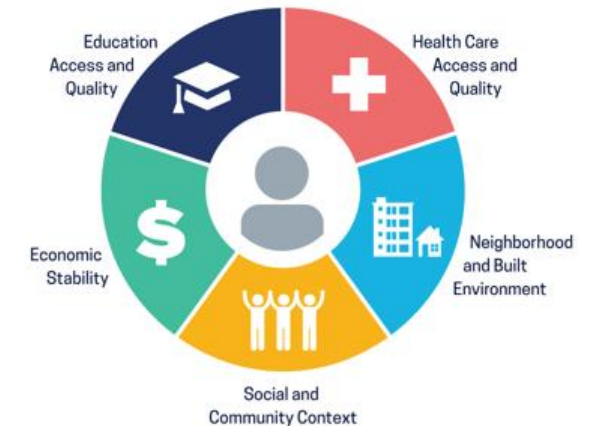 Education
Access and
Quality
Health Care
Access and
Quality
$
Economic
Stability
Neighborhood
and Built
Environment
Social and
Community Context